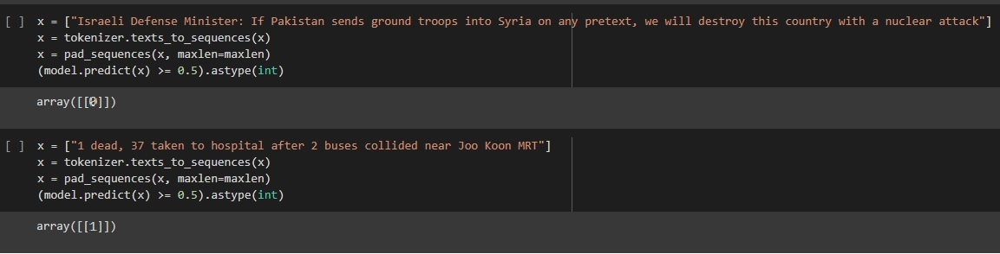 [ ] x = ["Israeli Defense Minister: If Pakistan sends ground troops into Syria on any pretext, we will destroy this country with a nuclear attack"]
x = tokenizer.texts_to_sequences(x)
x = pad_sequences(x, maxlen=maxlen)
(model.predict(x) >= 0.5).astype(int)
array([[0]])
[ ] x = ["1 dead, 37 taken to hospital after 2 buses collided near Joo Koon MRT"]
x = tokenizer.texts_to_sequences(x)
x = pad_sequences(x, maxlen=maxlen)
(model.predict(x) >= 0.5).astype(int)
array([[1]])